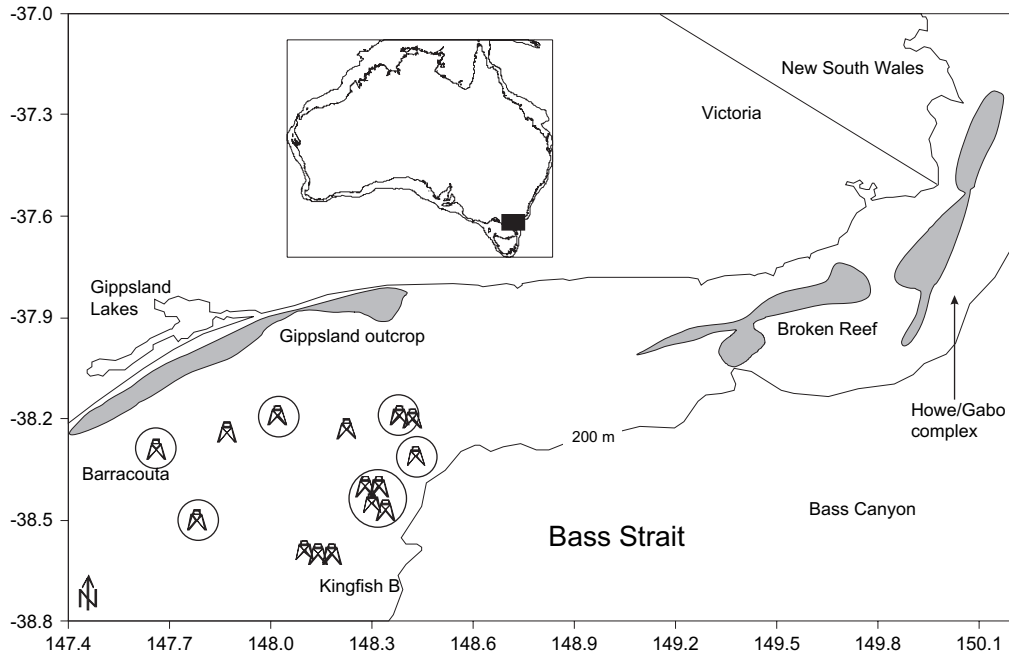 -37.0
-37.3
-37.6
-37.9
-38.2
-38.5
-38.8
New South Wales
Victoria
Gippsland
Lakes
Gippsland outcrop
Broken Reef
Howe/Gabo
complex
200 m
Barracouta
Bass Canyon
Bass Strait
Kingfish B
N
147.4 147.7 148.0 148.3 148.6 148.9 149.2 149.5 149.8 150.1